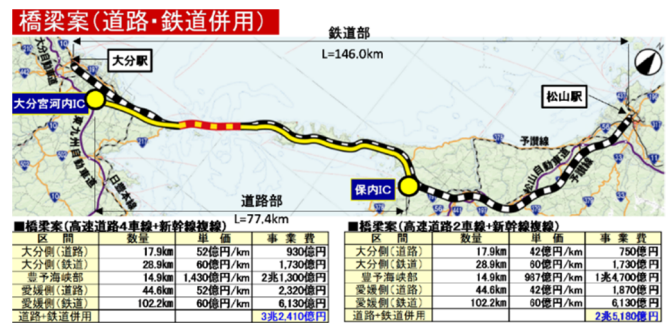 橋梁案(道路・鉄道併用)
鉄道部
L=146.0km
大分駅
大分自動車道
大分宮河内IC
松山駅
東九州自動車道
日豊本線
予讃線
松山自動車道
予讃線
保内IC
道路部
L=77.4km
■橋梁案(高速道路4車線+新幹線複線)
区 間 数量 単 価 事 業 費
大分側(道路) 17.9km 52億円/km 930億円
大分側(鉄道) 28.9km 60億円/km 1,730億円
豊予海峡部 14.9km 1,430億円/km 2兆1,300億円
愛媛側(道路) 44.6km 52億円/km 2,320億円
愛媛側(鉄道) 102.2km 60億円/km 6,130億円
道路+鉄道併用 3兆2,410億円
■橋梁案(高速道路2車線+新幹線複線)
区 間 数量 単 価 事 業 費
大分側(道路) 17.9km 42億円/km 750億円
大分側(鉄道) 28.9km 60億円/km 1,730億円
豊予海峡部 14.9km 987億円/km 1兆4,700億円
愛媛側(道路) 44.6km 42億円/km 1,870億円
愛媛側(鉄道) 102.2km 60億円/km 6,130億円
道路+鉄道併用 2兆5,180億円